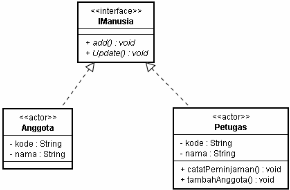 <<interface>>
IManusia
+ add() : void
+ Update() : void
<<actor>>
Anggota
- kode : String
- nama : String
<<actor>>
Petugas
- kode : String
- nama : String
+ catatPeminjaman() : void
+ tambahAnggota() : void